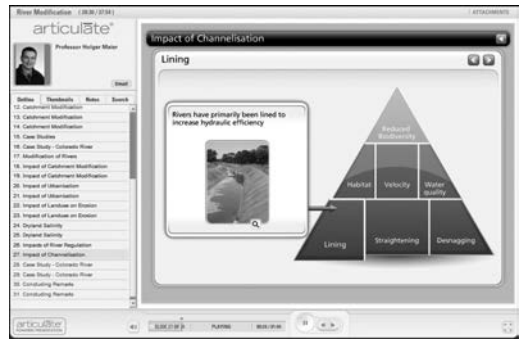 River Modification
ATTACHMENTS
articulate
Professor Holger Maier
Email
Outline Thumbnails Notes Search
12. Catchment Modification
13. Catchment Modification
14. Catchment Modification
15. Case Studies
16. Case Study - Colorado River
17. Modification of Rivers
18. Impact of Catchment Modification
19. Impact of Catchment Modification
20. Impact of Urbanisation
21. Impact of Urbanisation
22. Impact of Landuse on Erosion
23. Impact of Landuse on Erosion
24. Dryland Salinity
25. Dryland Salinity
26. Impacts of River Regulation
27. Impact of Channelisation
28. Case Study - Colorado River
29. Case Study - Colorado River
30. Concluding Remarks
31. Concluding Remarks
articulate
POWERED PRESENTATION
Impact of Channelisation
Lining
Rivers have primarily been lined to
increase hydraulic efficiency
Reduced
Biodiversity
Habitat
Velocity
Water
quality
Lining
Straightening
Desnagging
PLAYING